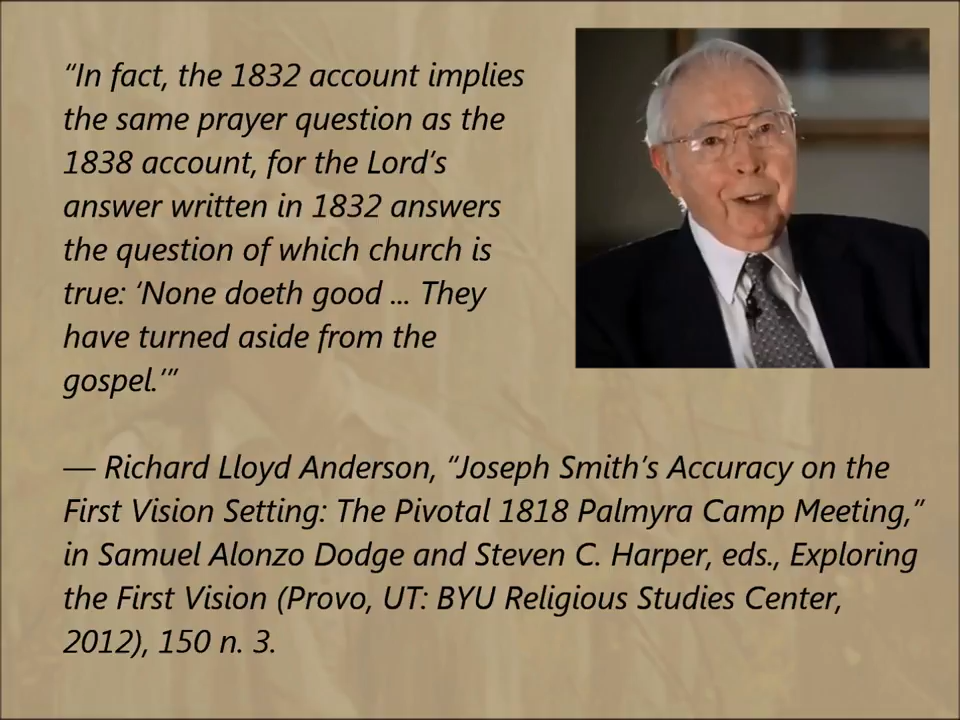 “In fact, the 1832 account implies
the same prayer question as the
1838 account, for the Lord’s
answer written in 1832 answers
the question of which church is
true: ‘None doeth good ... They
have turned aside from the
gospel.’”
— Richard Lloyd Anderson, “Joseph Smith’s Accuracy on the
First Vision Setting: The Pivotal 1818 Palmyra Camp Meeting,”
in Samuel Alonzo Dodge and Steven C. Harper, eds., Exploring
the First Vision (Provo, UT: BYU Religious Studies Center,
2012), 150 n. 3.